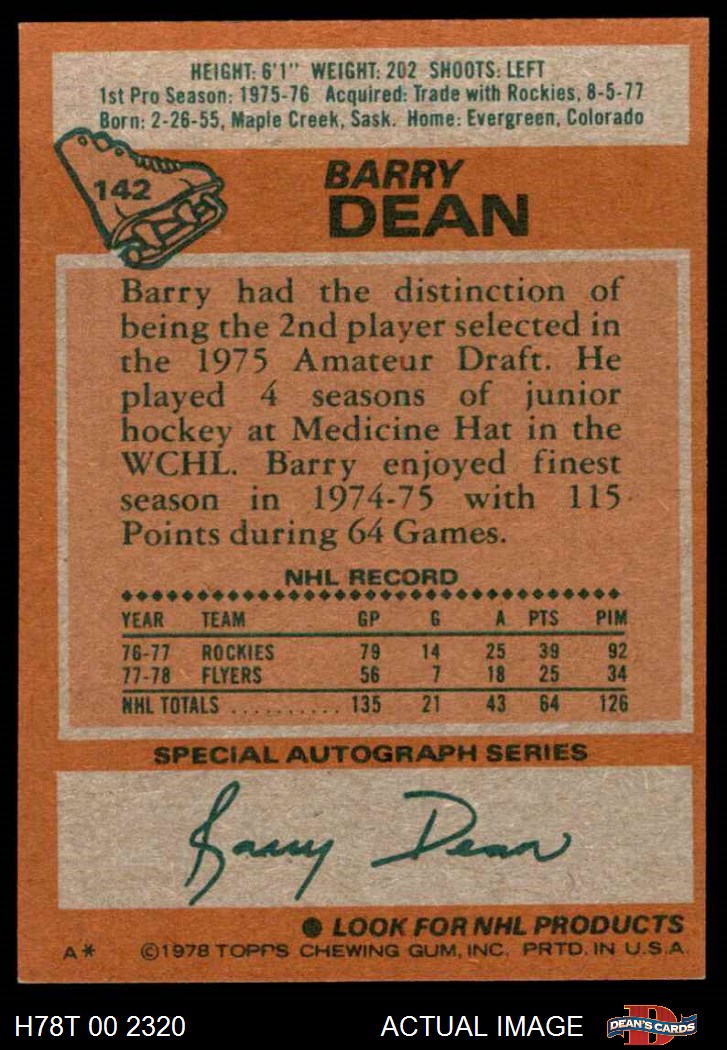 HEIGHT: 6'1" WEIGHT: 202 SHOOTS: LEFT
1st Pro Season: 1975-76 Acquired: Trade with Rockies, 8-5-77
Born: 2-26-55, Maple Creek, Sask. Home: Evergreen, Colorado
142
BARRY
DEAN
Barry had the distinction of
being the 2nd player selected in
the 1975 Amateur Draft. He
played 4 seasons of junior
hockey at Medicine Hat in the
WCHL. Barry enjoyed finest
season in 1974-75 with 115
Points during 64 Games.
NHL RECORD
YEAR TEAM GP G A PTS PIM
76-77 ROCKIES 79 14 25 39 92
77-78 FLYERS 56 7 18 25 34
NHL TOTALS .......... 135 21 43 64 126
SPECIAL AUTOGRAPH SERIES
Barry Dean
● LOOK FOR NHL PRODUCTS
A* ©1978 TOPPS CHEWING GUM, INC. PRTD. IN U.S.A.
H78T 00 2320 ACTUAL IMAGE D DEAN'S CARDS